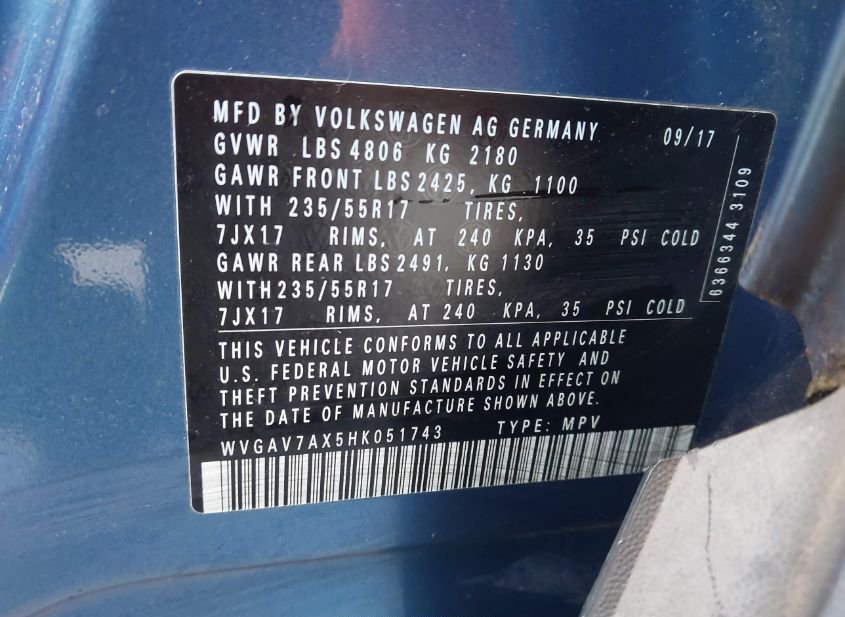 MFD BY VOLKSWAGEN AG GERMANY 09/17
GVWR LBS 4806 KG 2180
GAWR FRONT LBS 2425, KG 1100
WITH 235/55R17 TIRES,
7JX17 RIMS, AT 240 KPA, 35 PSI COLD
GAWR REAR LBS 2491, KG 1130
WITH 235/55R17 TIRES,
7JX17 RIMS, AT 240 KPA, 35 PSI COLD
THIS VEHICLE CONFORMS TO ALL APPLICABLE
U.S. FEDERAL MOTOR VEHICLE SAFETY AND
THEFT PREVENTION STANDARDS IN EFFECT ON
THE DATE OF MANUFACTURE SHOWN ABOVE.
WVGAV7AX5HK051743 TYPE: MPV
6366344 3109